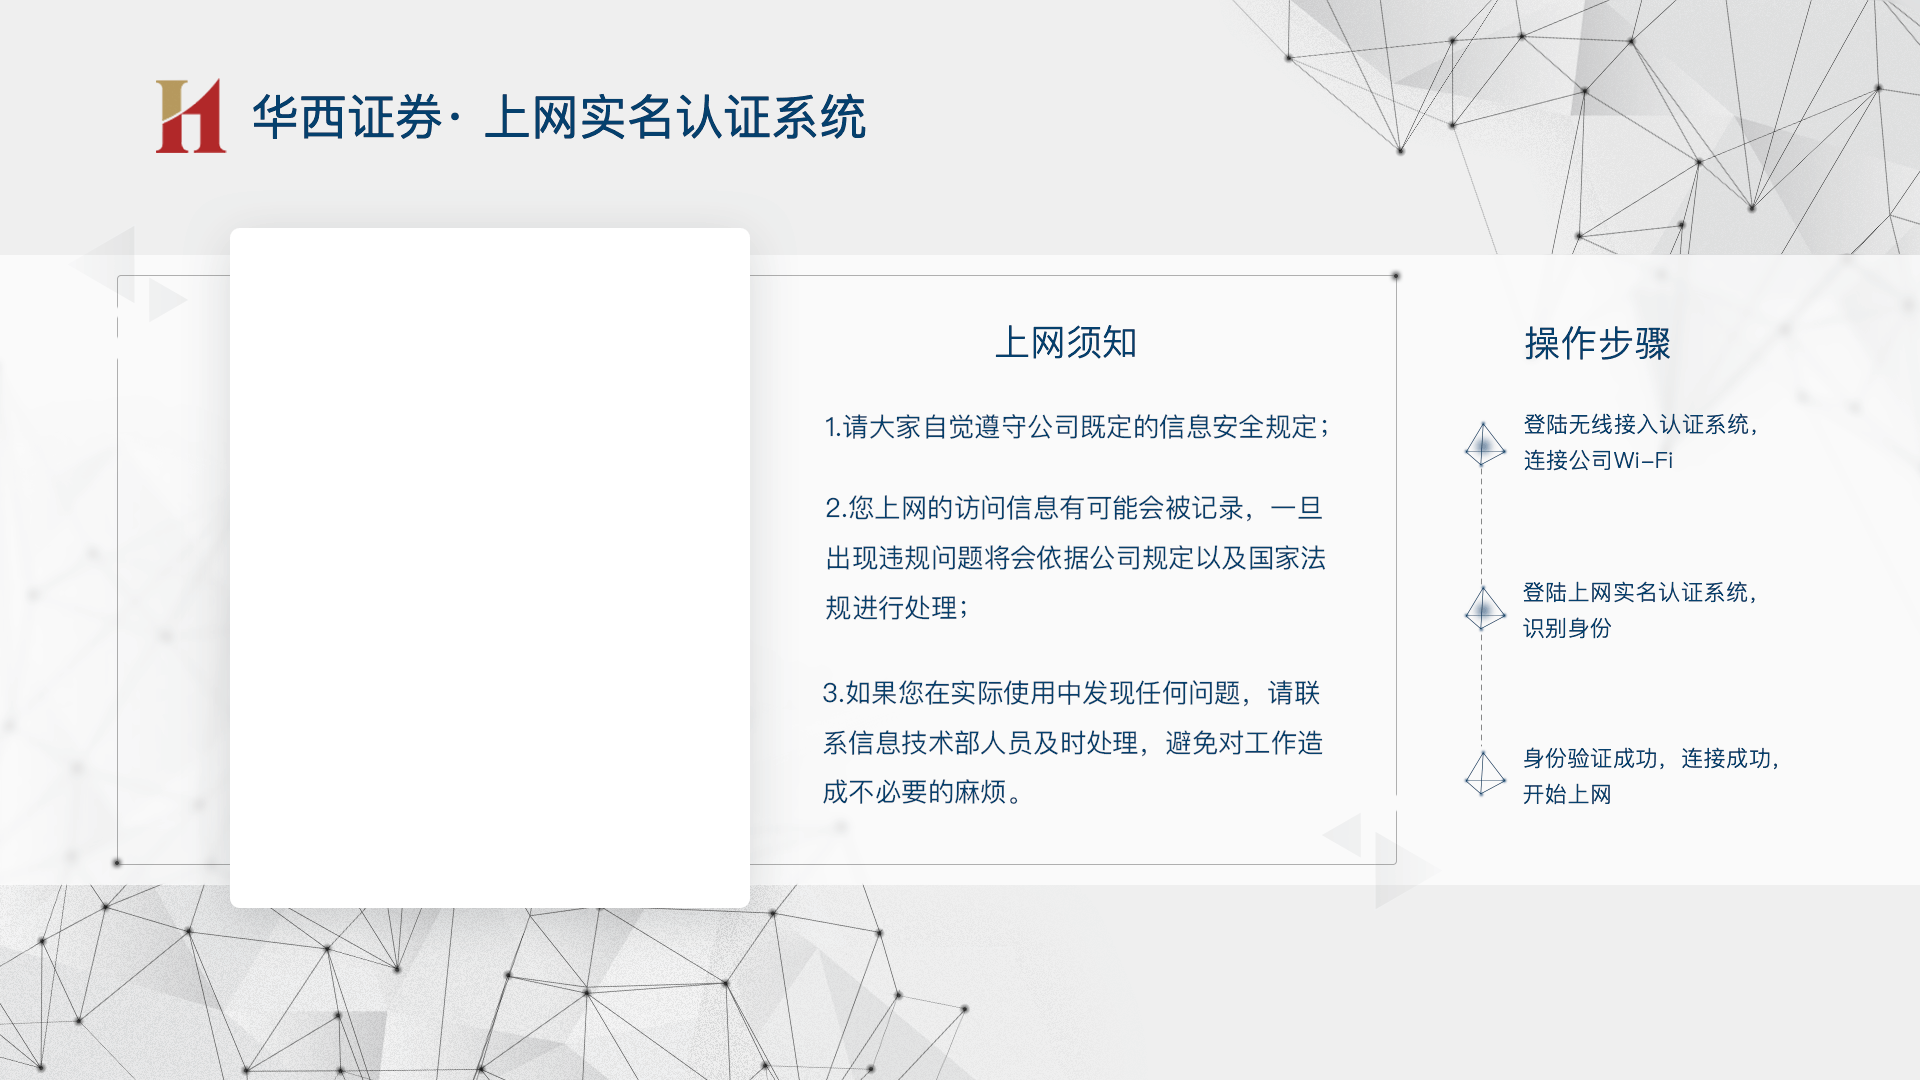 华西证券· 上网实名认证系统
上网须知
1.请大家自觉遵守公司既定的信息安全规定；
2.您上网的访问信息有可能会被记录，一旦
出现违规问题将会依据公司规定以及国家法
规进行处理；
3.如果您在实际使用中发现任何问题，请联
系信息技术部人员及时处理，避免对工作造
成不必要的麻烦。
操作步骤
登陆无线接入认证系统，
连接公司Wi-Fi
登陆上网实名认证系统，
识别身份
身份验证成功，连接成功，
开始上网